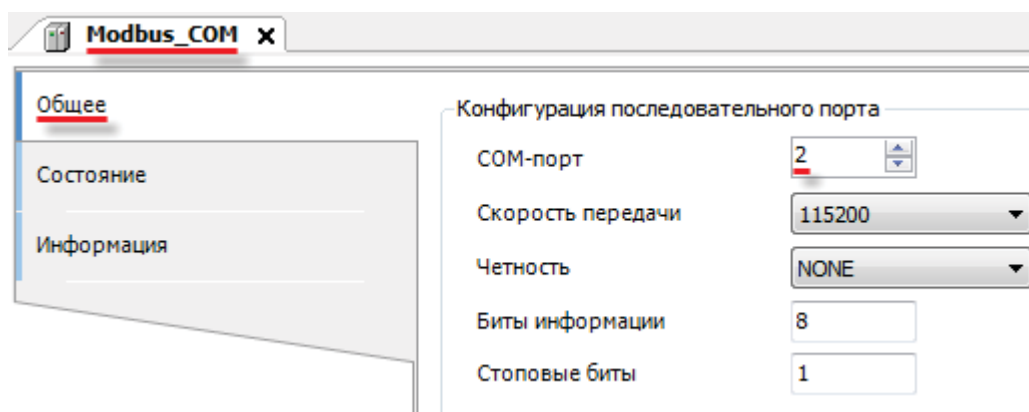 Modbus_COM x
Общее
Состояние
Информация
Конфигурация последовательного порта
COM-порт 2
Скорость передачи 115200
Четность NONE
Биты информации 8
Стоповые биты 1